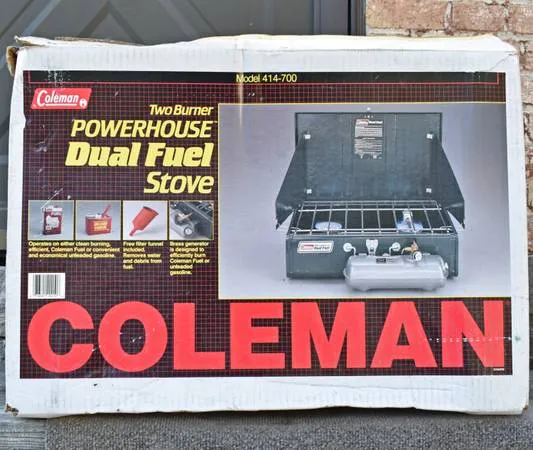 Model 414-700
Coleman
Two Burner
POWERHOUSE™
Dual Fuel
Stove
Operates on either clean burning,
efficient, Coleman Fuel or convenient
and economical unleaded gasoline.
Free filter funnel
included.
Removes water
and debris from
fuel.
Brass generator
is designed to
efficiently burn
Coleman Fuel or
unleaded
gasoline.
COLEMAN